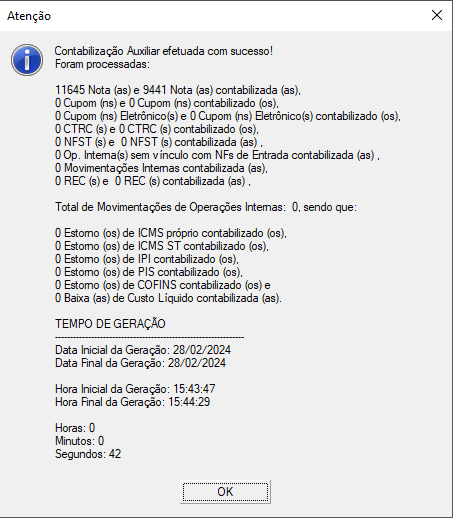 Atenção
Contabilização Auxiliar efetuada com sucesso!
Foram processadas:
11645 Nota (as) e 9441 Nota (as) contabilizada (as),
0 Cupom (ns) e 0 Cupom (ns) contabilizado (os),
0 Cupom (ns) Eletrônico(s) e 0 Cupom (ns) Eletrônico(s) contabilizado (os),
0 CTRC (s) e 0 CTRC (s) contabilizado (os),
0 NFST (s) e  0 NFST (s) contabilizada (as) ,
0 Op. Interna(s) sem vínculo com NFs de Entrada contabilizada (as) ,
0 Movimentações Internas contabilizada (as),
0 REC (s) e  0 REC (s) contabilizada (as) ,
Total de Movimentações de Operações Internas:  0, sendo que:
0 Estorno (os) de ICMS próprio contabilizado (os),
0 Estorno (os) de ICMS ST contabilizado (os),
0 Estorno (os) de IPI contabilizado (os),
0 Estorno (os) de PIS contabilizado (os),
0 Estorno (os) de COFINS contabilizado (os) e
0 Baixa (as) de Custo Líquido contabilizada (as).
TEMPO DE GERAÇÃO
---------------------------------------------------------------
Data Inicial da Geração: 28/02/2024
Data Final da Geração: 28/02/2024
Hora Inicial da Geração: 15:43:47
Hora Final da Geração: 15:44:29
Horas: 0
Minutos: 0
Segundos: 42
OK